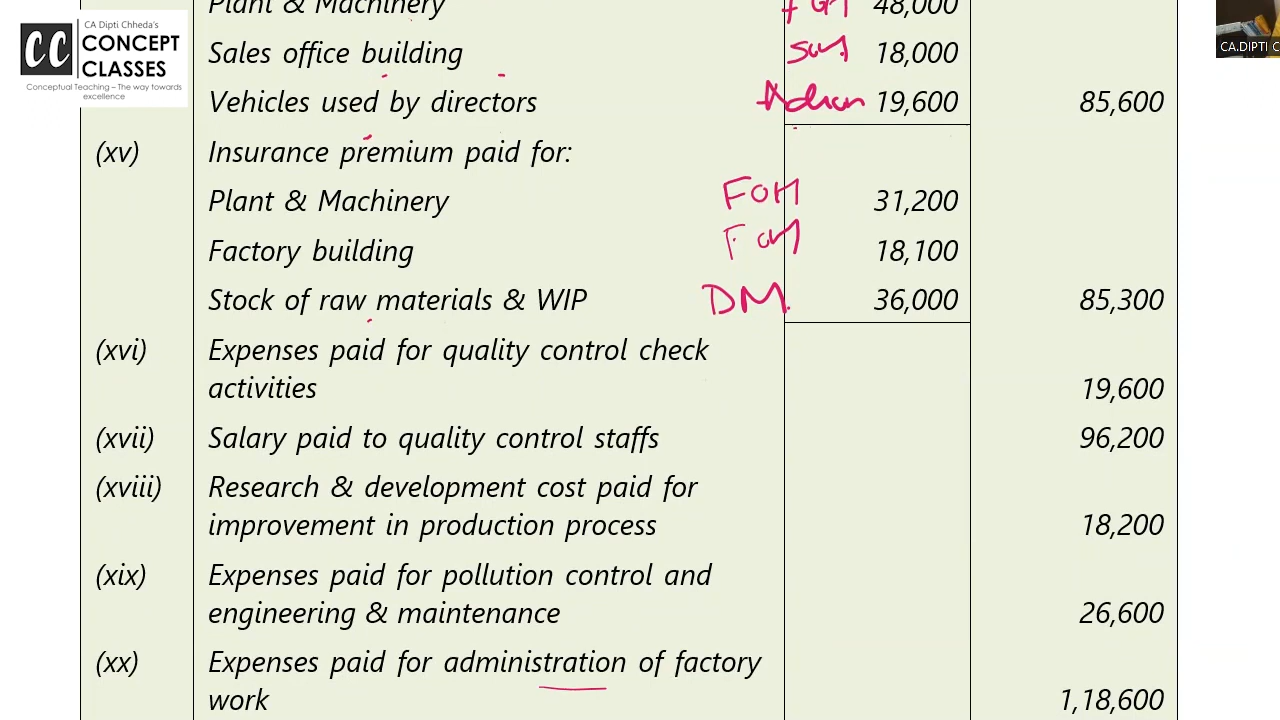 Plant & Machinery 48,000
CA Dipti Chheda's
CC CONCEPT
CLASSES
Conceptual Teaching – The way towards
excellence
CA.DIPTI C
Sales office building 18,000
Vehicles used by directors 19,600 85,600
(xv) Insurance premium paid for:
Plant & Machinery FOH 31,200
Factory building FOH 18,100
Stock of raw materials & WIP DM. 36,000 85,300
(xvi) Expenses paid for quality control check
activities 19,600
(xvii) Salary paid to quality control staffs 96,200
(xviii) Research & development cost paid for
improvement in production process 18,200
(xix) Expenses paid for pollution control and
engineering & maintenance 26,600
(xx) Expenses paid for administration of factory
work 1,18,600